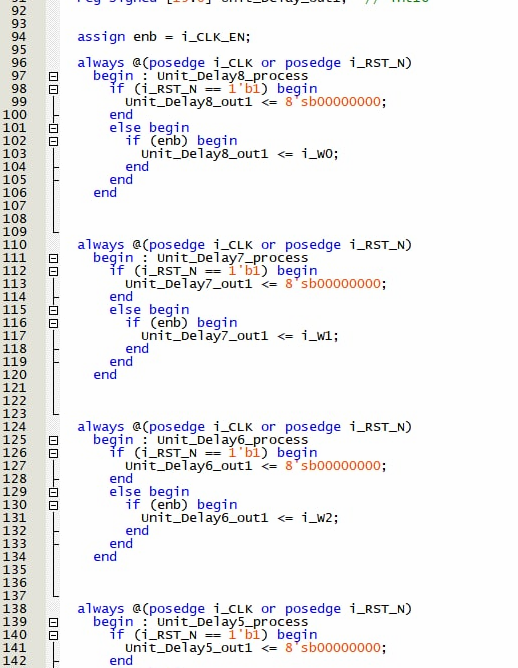 92
93
94 assign enb = i_CLK_EN;
95
96 always @(posedge i_CLK or posedge i_RST_N)
97 begin : Unit_Delay8_process
98 if (i_RST_N == 1'b1) begin
99 Unit_Delay8_out1 <= 8'sb00000000;
100 end
101 else begin
102 if (enb) begin
103 Unit_Delay8_out1 <= i_W0;
104 end
105 end
106 end
107
108
109
110 always @(posedge i_CLK or posedge i_RST_N)
111 begin : Unit_Delay7_process
112 if (i_RST_N == 1'b1) begin
113 Unit_Delay7_out1 <= 8'sb00000000;
114 end
115 else begin
116 if (enb) begin
117 Unit_Delay7_out1 <= i_W1;
118 end
119 end
120 end
121
122
123
124 always @(posedge i_CLK or posedge i_RST_N)
125 begin : Unit_Delay6_process
126 if (i_RST_N == 1'b1) begin
127 Unit_Delay6_out1 <= 8'sb00000000;
128 end
129 else begin
130 if (enb) begin
131 Unit_Delay6_out1 <= i_W2;
132 end
133 end
134 end
135
136
137
138 always @(posedge i_CLK or posedge i_RST_N)
139 begin : Unit_Delay5_process
140 if (i_RST_N == 1'b1) begin
141 Unit_Delay5_out1 <= 8'sb00000000;
142 end